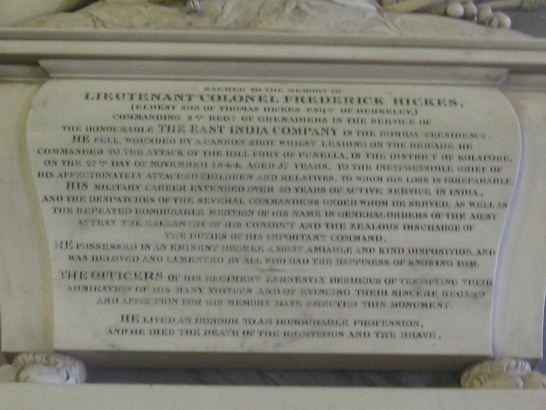 SACRED TO THE MEMORY OF
LIEUTENANT COLONEL FREDERICK HICKES,
(ELDEST SON OF THOMAS HICKES ESQRE OF BERKELEY,)
COMMANDING 2ND REGT OF GRENADIERS IN THE SERVICE OF
THE HONOURABLE THE EAST INDIA COMPANY IN THE BOMBAY PRESIDENCY.
HE FELL, WOUNDED BY A CANNON SHOT WHILST LEADING ON THE BRIGADE HE
COMMANDED TO THE ATTACK OF THE HILL FORT OF PUNELLA, IN THE DISTRICT OF KOLAPORE,
ON THE 27TH DAY OF NOVEMBER 1844, AGED 57 YEARS, TO THE INEXPRESSIBLE GRIEF OF
HIS AFFECTIONATELY ATTACHED CHILDREN AND RELATIVES, TO WHOM HIS LOSS IS IRREPARABLE
HIS MILITARY CAREER EXTENDED OVER 40 YEARS OF ACTIVE SERVICE IN INDIA,
AND THE DESPATCHES OF THE SEVERAL COMMANDERS UNDER WHOM HE SERVED, AS WELL AS
THE REPEATED HONOURABLE MENTION OF HIS NAME IN GENERAL ORDERS OF THE ARMY
ATTEST THE GALLANTRY OF HIS CONDUCT AND THE ZEALOUS DISCHARGE OF
THE DUTIES OF HIS IMPORTANT COMMAND.
HE POSSESSED IN AN EMINENT DEGREE A MOST AMIABLE AND KIND DISPOSITION, AND
WAS BELOVED AND LAMENTED BY ALL WHO HAD THE HAPPINESS OF KNOWING HIM.
THE OFFICERS OF HIS REGIMENT EARNESTLY DESIROUS OF TESTIFYING THEIR
ADMIRATION OF HIS MANY VIRTUES AND OF EVINCING THEIR SINCERE REGARD
AND AFFECTION FOR HIS MEMORY HAVE ERECTED THIS MONUMENT.
HE LIVED AN HONOUR TO AN HONOURABLE PROFESSION,
AND HE DIED THE DEATH OF THE RIGHTEOUS AND THE BRAVE.